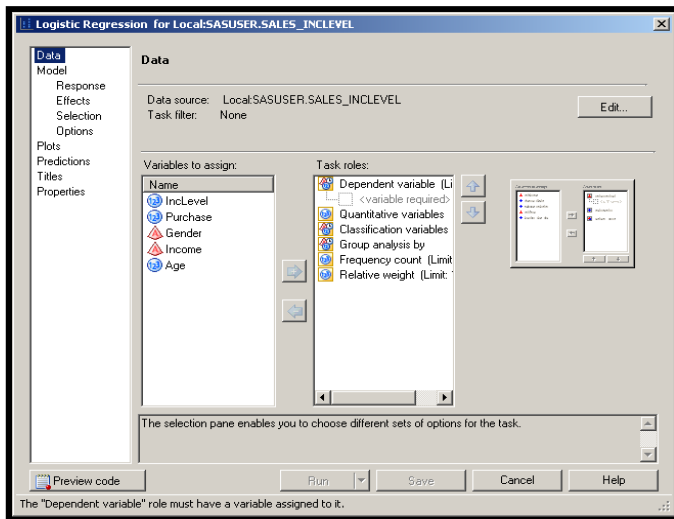 Logistic Regression for Local:SASUSER.SALES_INCLEVEL
Data
Model
Response
Effects
Selection
Options
Plots
Predictions
Titles
Properties
Data
Data source: Local:SASUSER.SALES_INCLEVEL
Task filter: None
Edit...
Variables to assign:
Name
IncLevel
Purchase
Gender
Income
Age
Task roles:
Dependent variable (Li
<variable required>
Quantitative variables
Classification variables
Group analysis by
Frequency count (Limit
Relative weight (Limit:
The selection pane enables you to choose different sets of options for the task.
Preview code
Run
Save
Cancel
Help
The "Dependent variable" role must have a variable assigned to it.